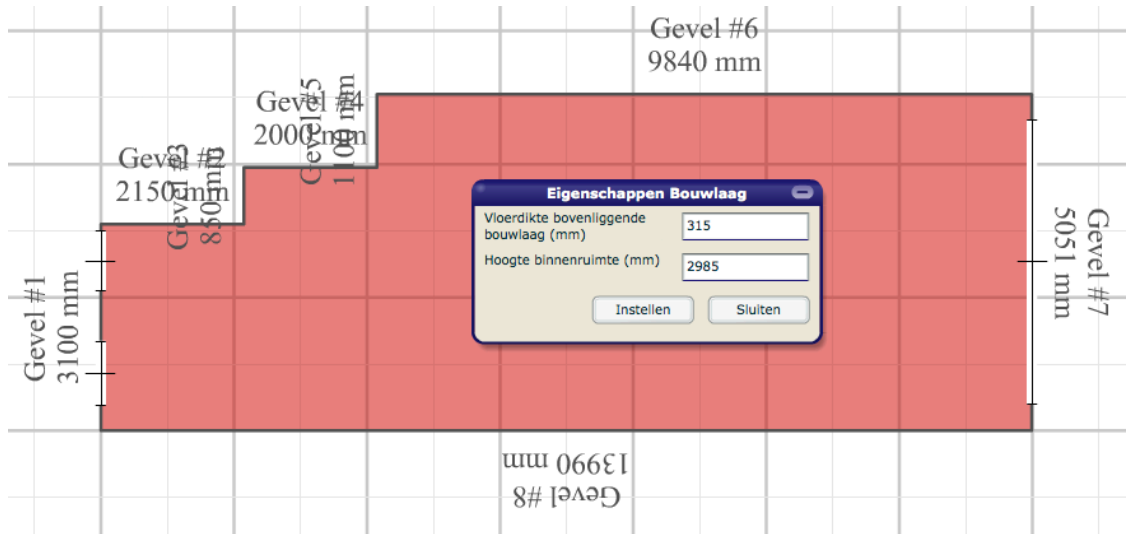 Gevel #6
9840 mm
Gevel #5
1100 mm
Gevel #4
2000 mm
Gevel #2
2150 mm
Gevel #3
850 mm
Eigenschappen Bouwlaag
Vloerdikte bovenliggende
bouwlaag (mm)
315
Hoogte binnenruimte (mm)
2985
Instellen
Sluiten
Gevel #7
5051 mm
Gevel #1
3100 mm
Gevel #8
13990 mm